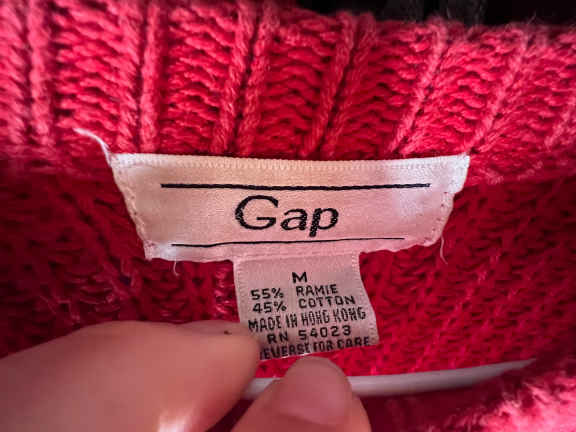 Gap
M
55% RAMIE
45% COTTON
MADE IN HONG KONG
RN 54023
REVERSE FOR CARE